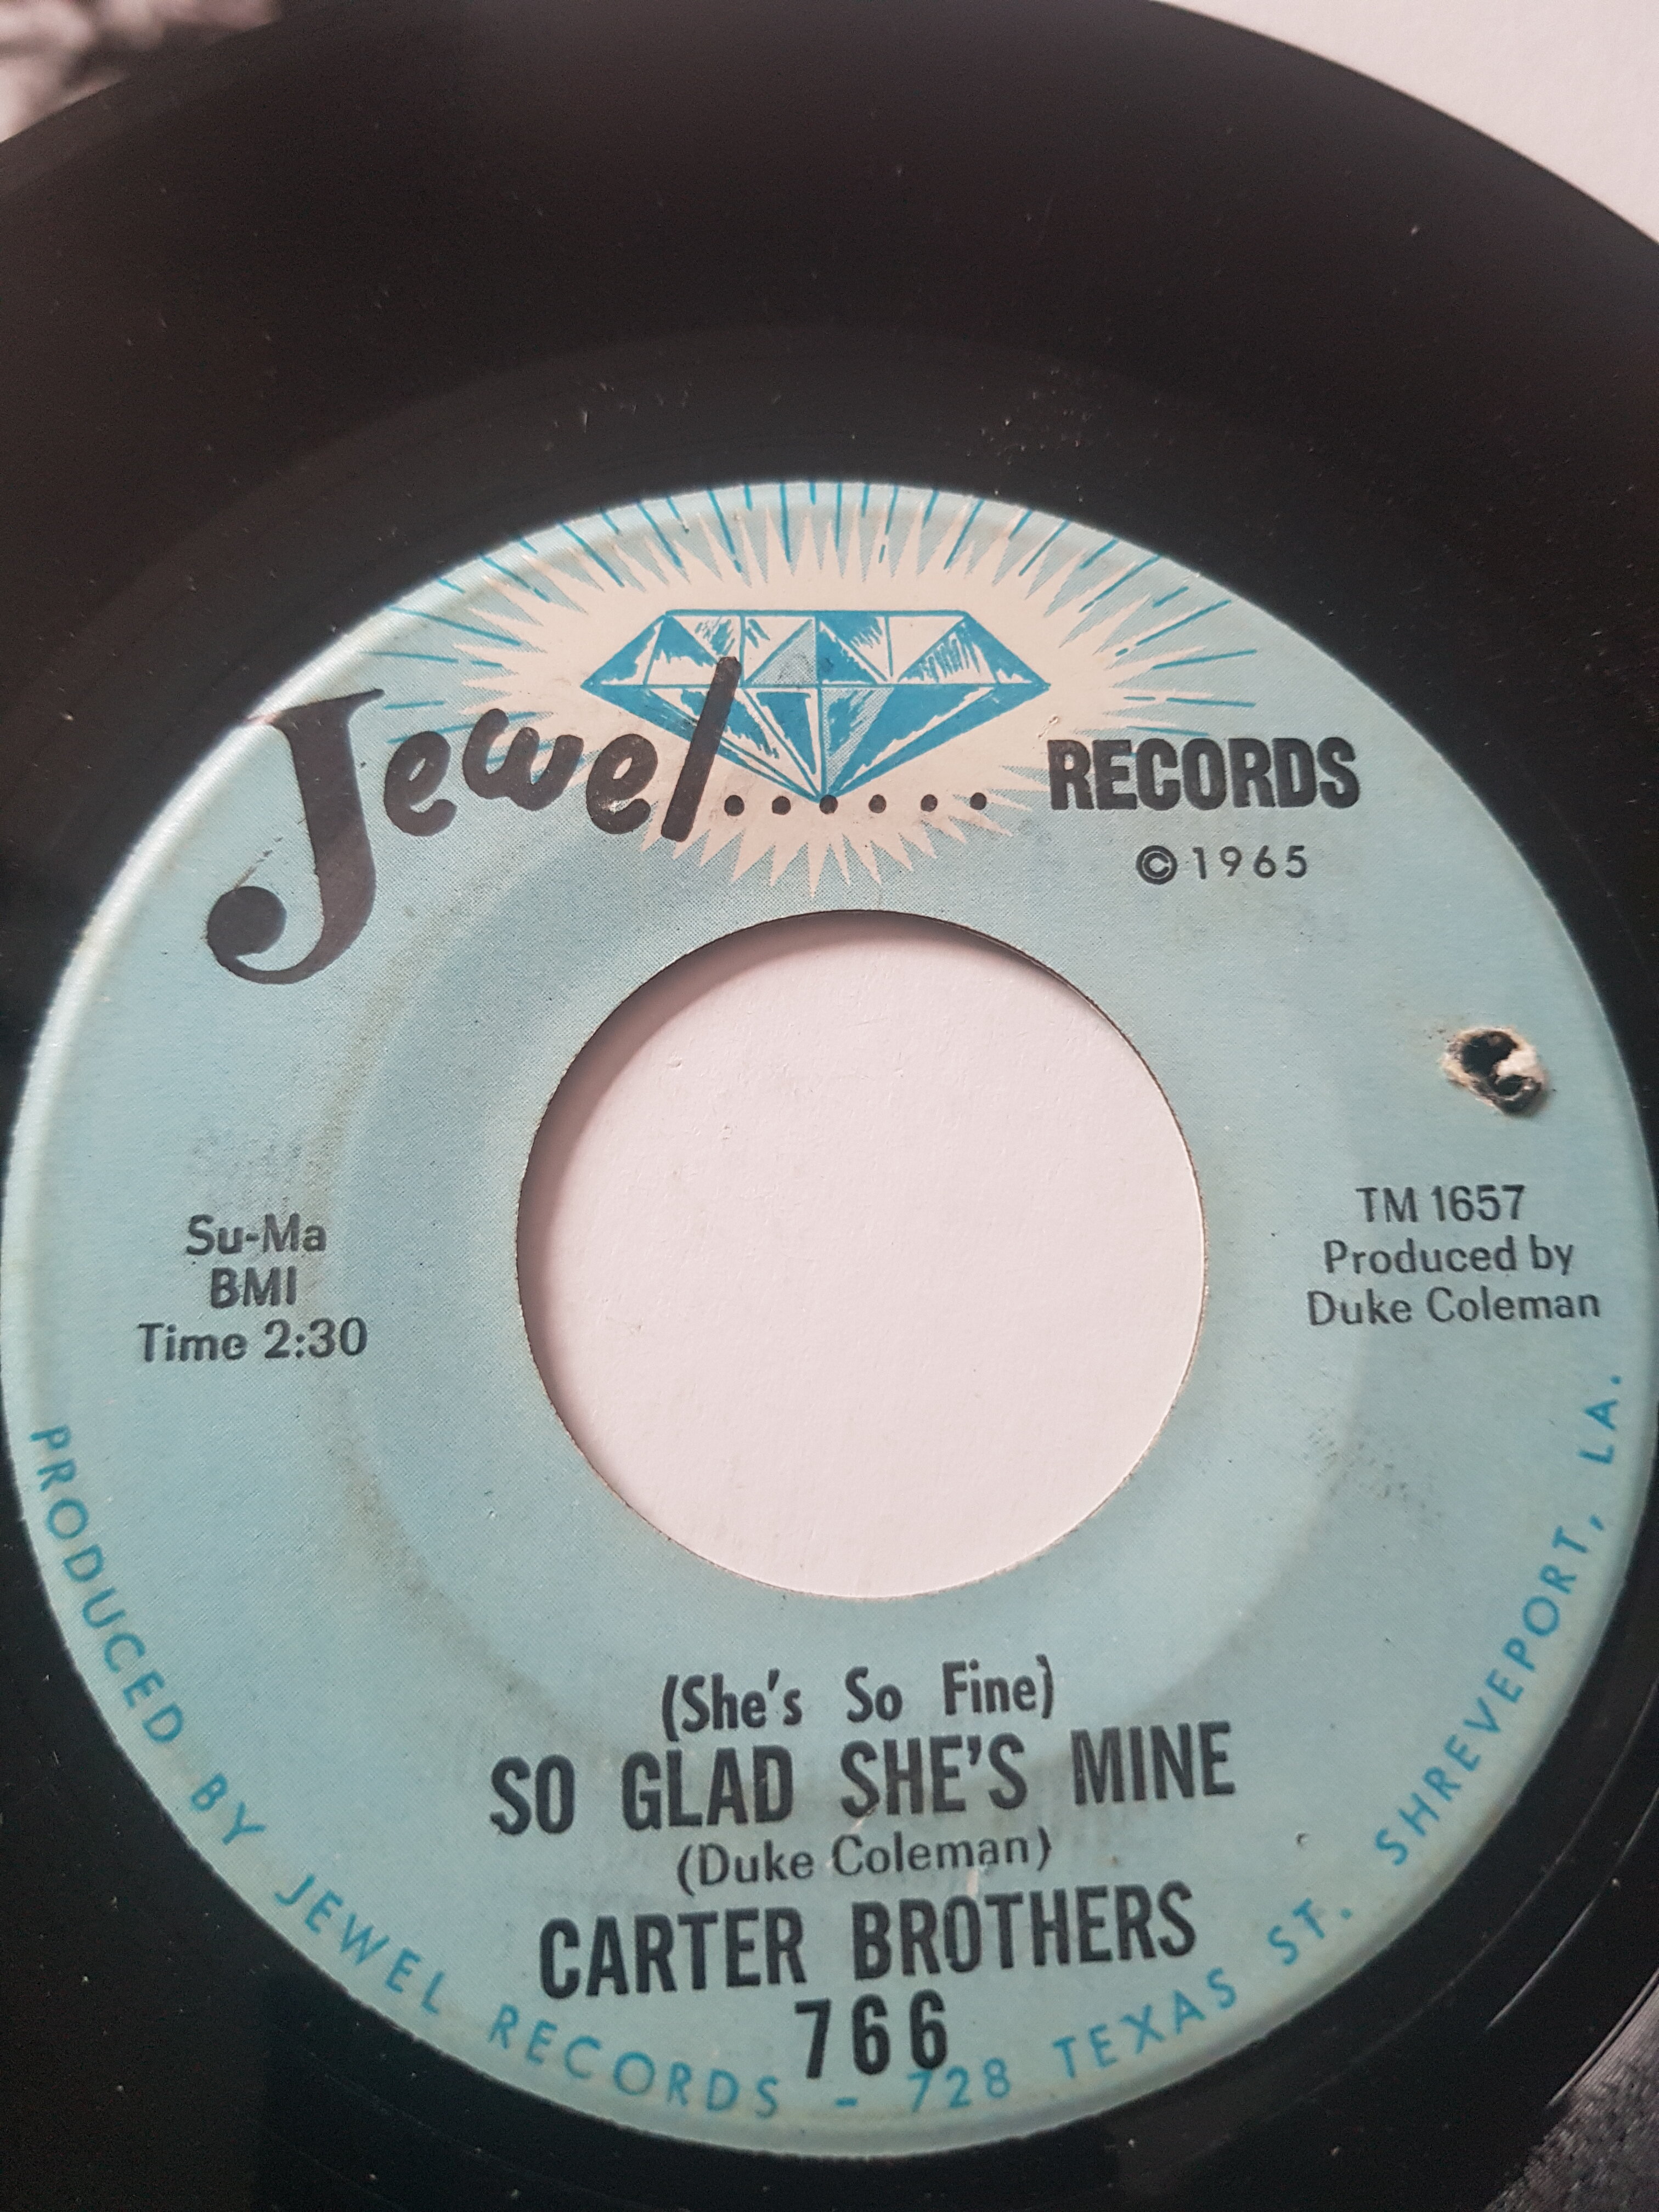 Jewel...... RECORDS
©1965
Su-Ma
BMI
Time 2:30
TM 1657
Produced by
Duke Coleman
(She's So Fine)
SO GLAD SHE'S MINE
(Duke Coleman)
CARTER BROTHERS
766
PRODUCED BY JEWEL RECORDS - 728 TEXAS ST. SHREVEPORT, LA.